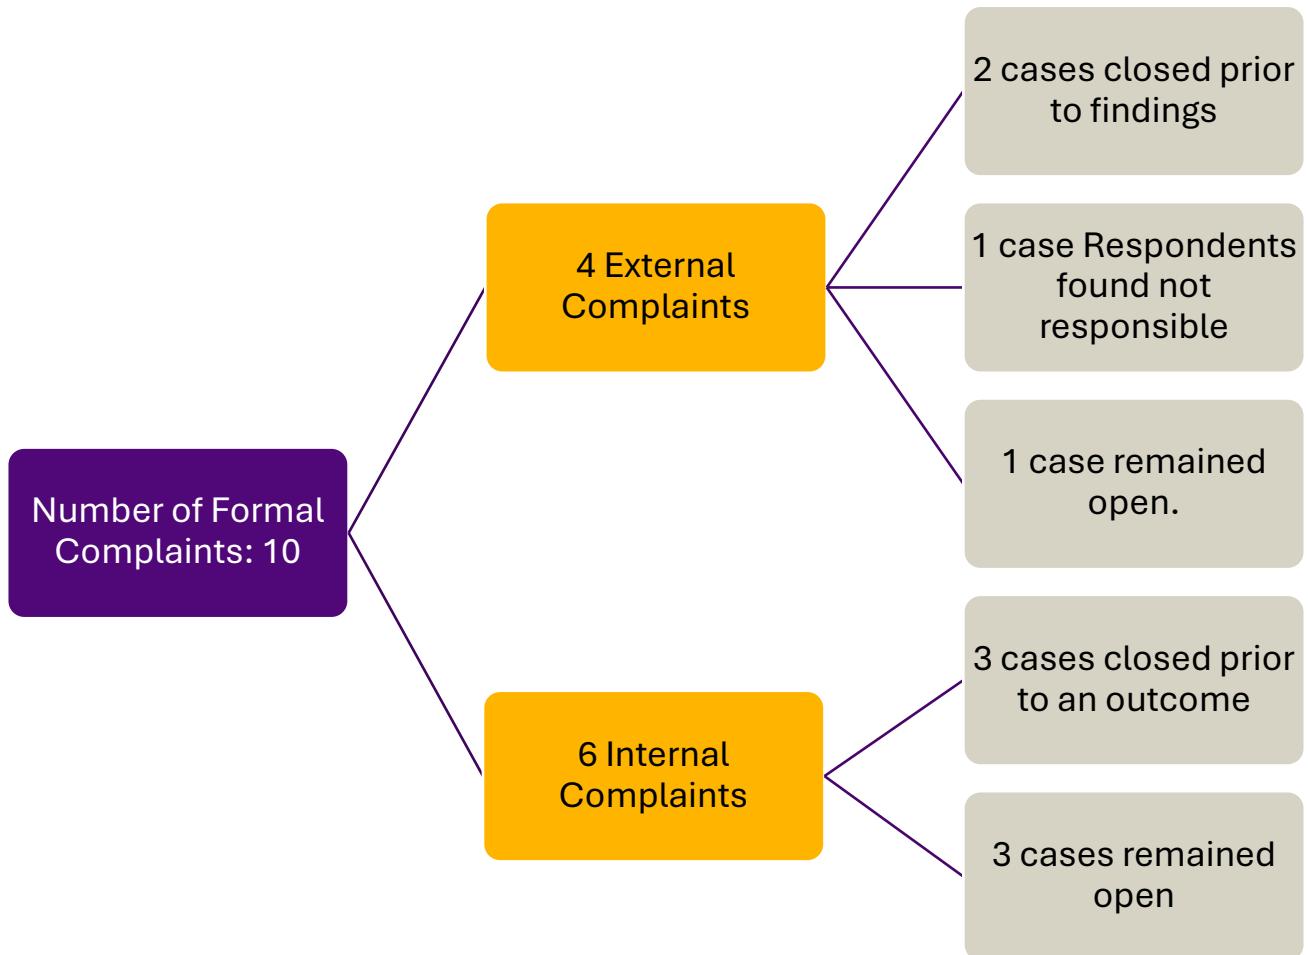 Number of Formal
Complaints: 10
4 External
Complaints
2 cases closed prior
to findings
1 case Respondents
found not
responsible
1 case remained
open.
6 Internal
Complaints
3 cases closed prior
to an outcome
3 cases remained
open